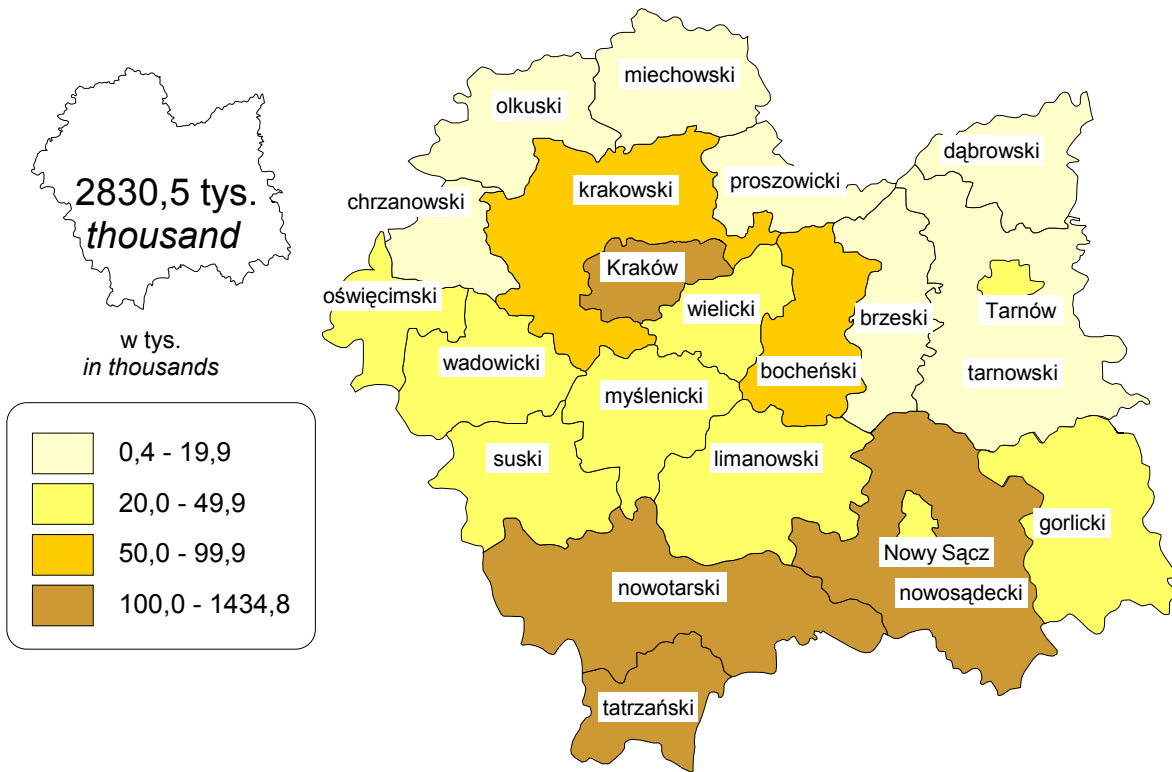 miechowski
olkuski
dąbrowski
2830,5 tys.
thousand
krakowski
proszowicki
chrzanowski
Kraków
oświęcimski
wielicki
brzeski
Tarnów
w tys.
in thousands
wadowicki
bocheński
tarnowski
myślenicki
0,4 - 19,9
suski
limanowski
20,0 - 49,9
gorlicki
50,0 - 99,9
Nowy Sącz
nowotarski
nowosądecki
100,0 - 1434,8
tatrzański